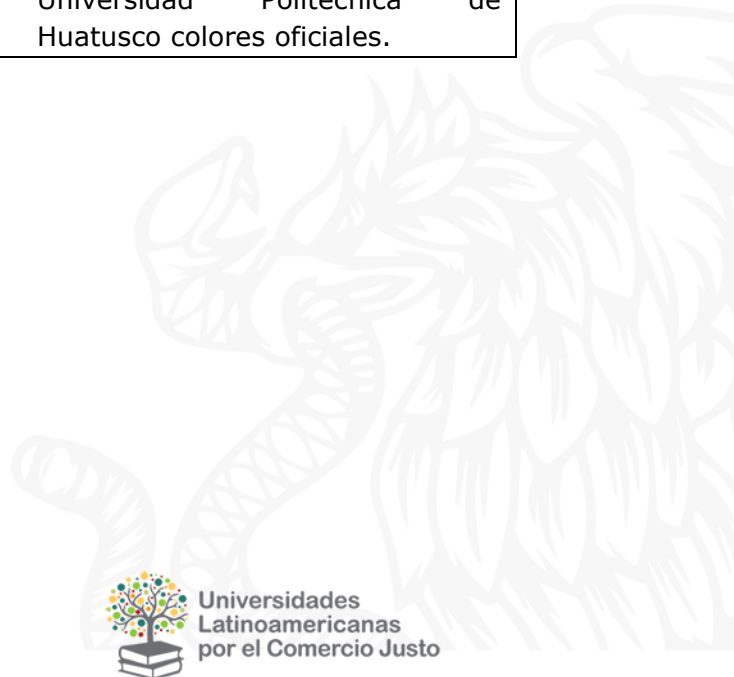 Universidad Politécnica de
Huatusco colores oficiales.
Universidades
Latinoamericanas
por el Comercio Justo